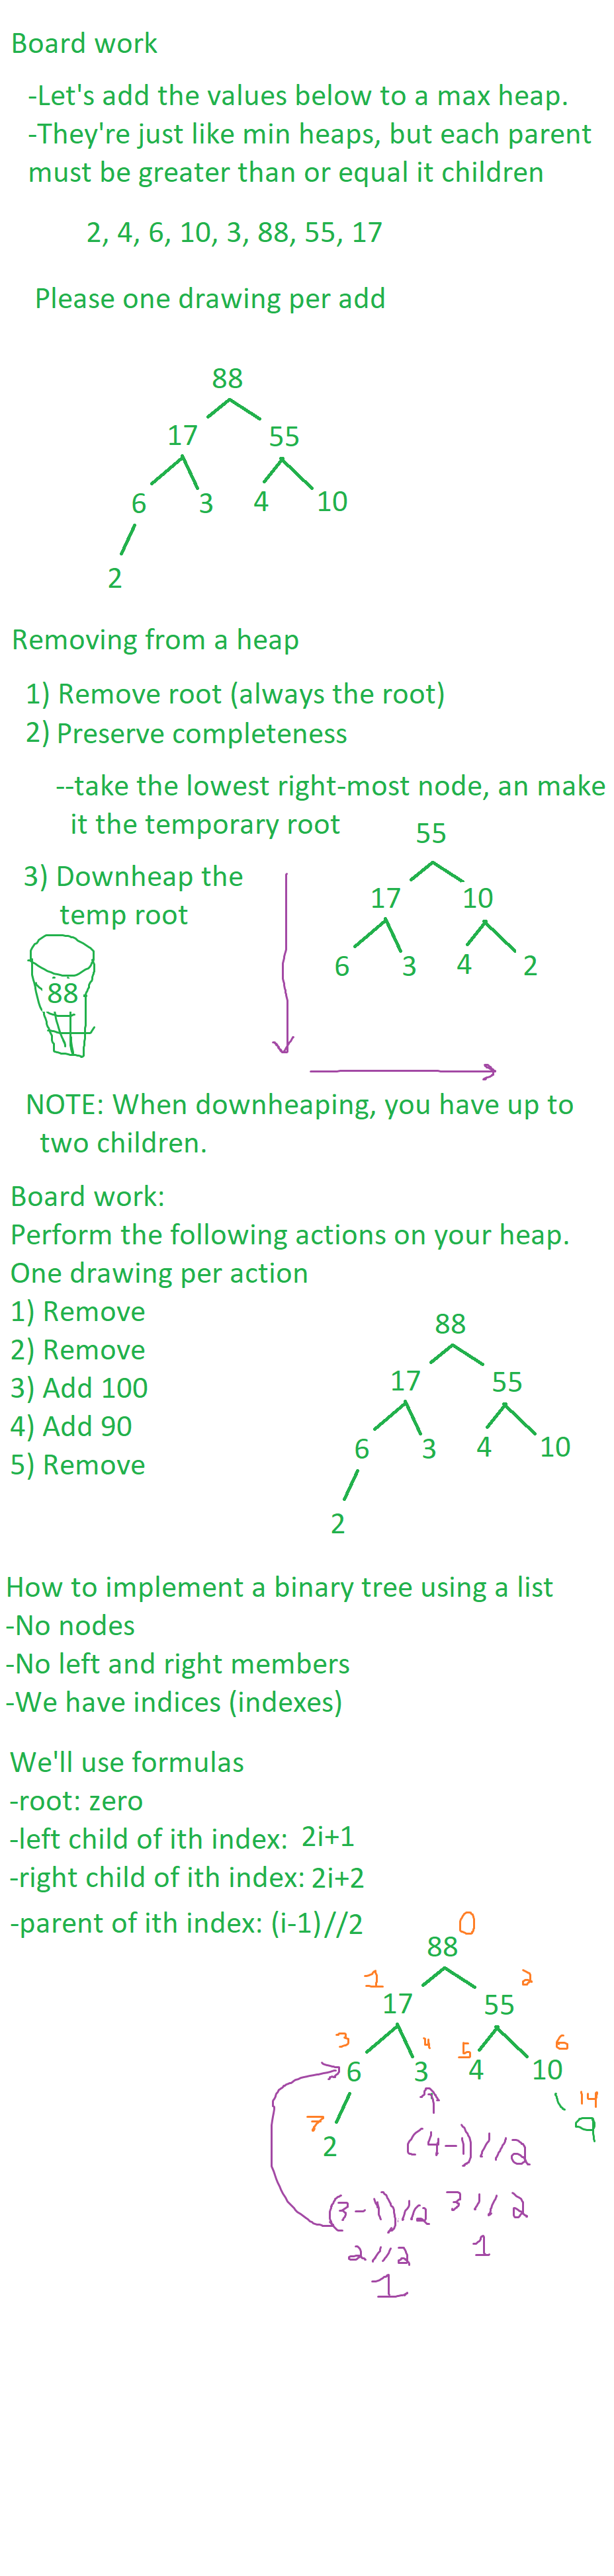 Board work
-Let's add the values below to a max heap.
-They're just like min heaps, but each parent
must be greater than or equal it children
2, 4, 6, 10, 3, 88, 55, 17
Please one drawing per add
88
17 55
6 3 4 10
2
Removing from a heap
1) Remove root (always the root)
2) Preserve completeness
--take the lowest right-most node, an make
it the temporary root
3) Downheap the
temp root
88
55
17 10
6 3 4 2
NOTE: When downheaping, you have up to
two children.
Board work:
Perform the following actions on your heap.
One drawing per action
1) Remove
2) Remove
3) Add 100
4) Add 90
5) Remove
88
17 55
6 3 4 10
2
How to implement a binary tree using a list
-No nodes
-No left and right members
-We have indices (indexes)
We'll use formulas
-root: zero
-left child of ith index: 2i+1
-right child of ith index: 2i+2
-parent of ith index: (i-1)//2
0
88
1 2
17 55
3 4 5 6
6 3 4 10
7 14
2 9
(4-1)//2
(3-1)//2 3//2
2//2 1
1